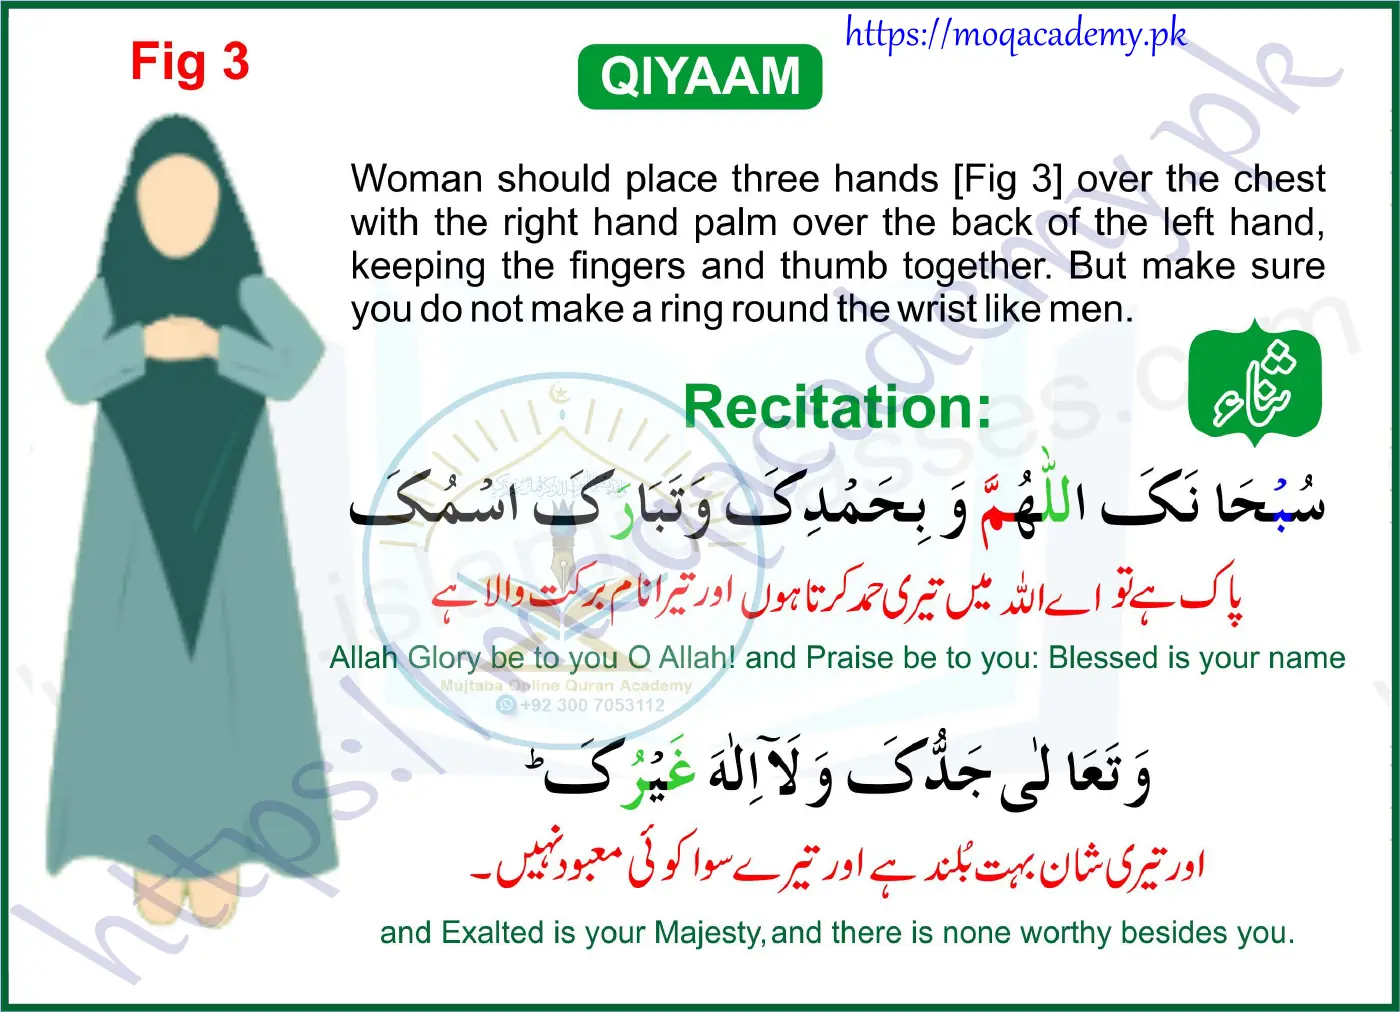 https://moqacademy.pk
Fig 3
QIYAAM
Woman should place three hands [Fig 3] over the chest
with the right hand palm over the back of the left hand,
keeping the fingers and thumb together. But make sure
you do not make a ring round the wrist like men.
ثناء
Recitation:
سُبْحَا نَكَ اللّٰهُمَّ وَ بِحَمْدِكَ وَتَبَارَكَ اسْمُكَ
پاک ہے تو اے اللہ میں تیری حمد کرتا ہوں اور تیرا نام برکت والا ہے
Allah Glory be to you O Allah! and Praise be to you: Blessed is your name
Mujtaba Online Quran Academy
+92 300 7053112
وَ تَعَا لٰى جَدُّكَ وَ لَآ اِلٰهَ غَيْرُكَ ؕ
اور تیری شان بہت بُلند ہے اور تیرے سوا کوئی معبود نہیں۔
and Exalted is your Majesty, and there is none worthy besides you.
https://moqacademy.pk